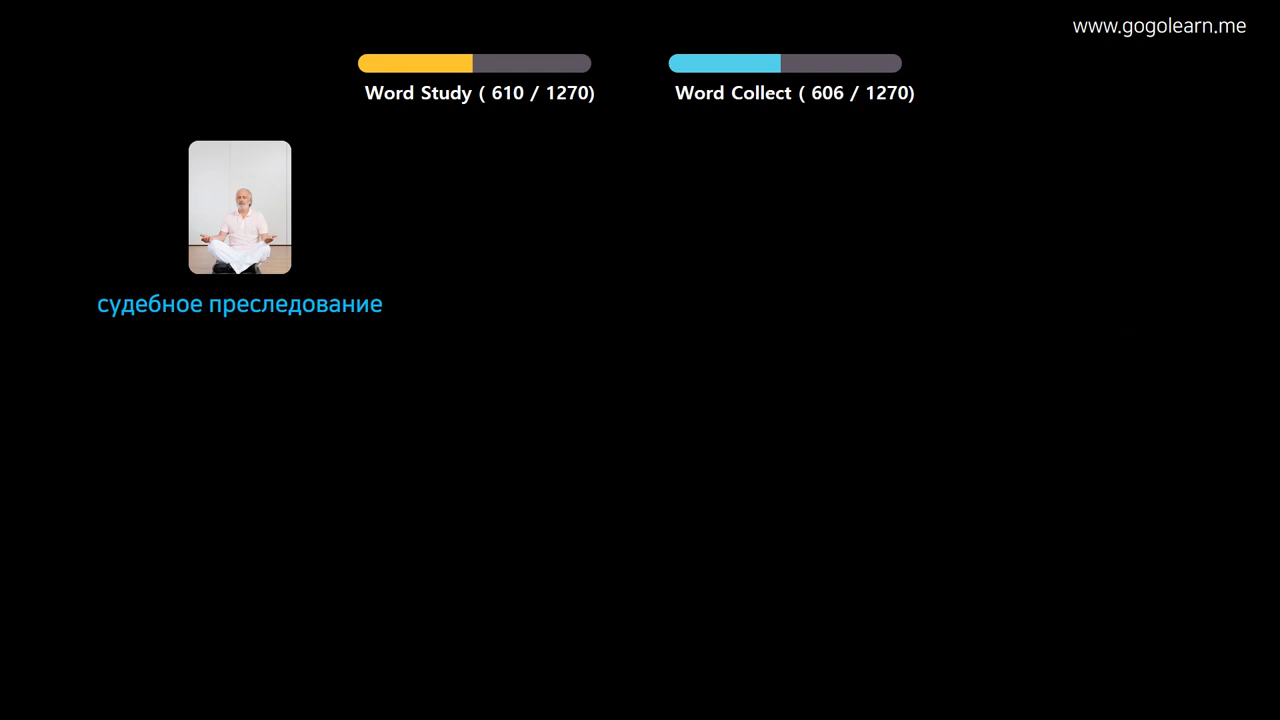 www.gogolearn.me
Word Study ( 610 / 1270)
Word Collect ( 606 / 1270)
судебное преследование